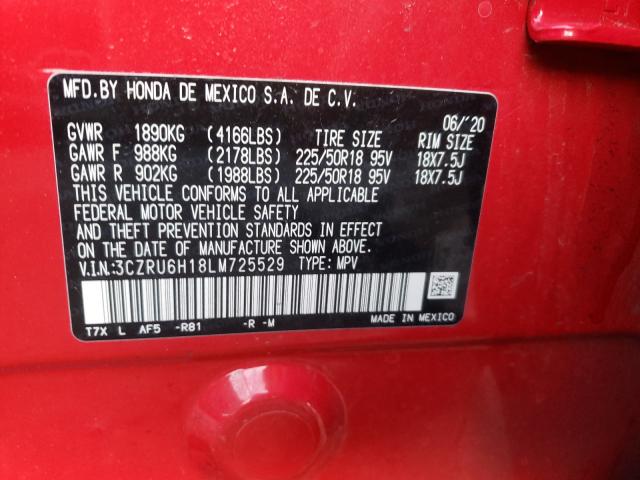 MFD.BY HONDA DE MEXICO S.A. DE C.V.
06/'20
GVWR 1890KG (4166LBS) TIRE SIZE RIM SIZE
GAWR F 988KG (2178LBS) 225/50R18 95V 18X7.5J
GAWR R 902KG (1988LBS) 225/50R18 95V 18X7.5J
THIS VEHICLE CONFORMS TO ALL APPLICABLE
FEDERAL MOTOR VEHICLE SAFETY
AND THEFT PREVENTION STANDARDS IN EFFECT
ON THE DATE OF MANUFACTURE SHOWN ABOVE.
V.I.N.:3CZRU6H18LM725529 TYPE: MPV
T7X L AF5 -R81 -R -M MADE IN MEXICO